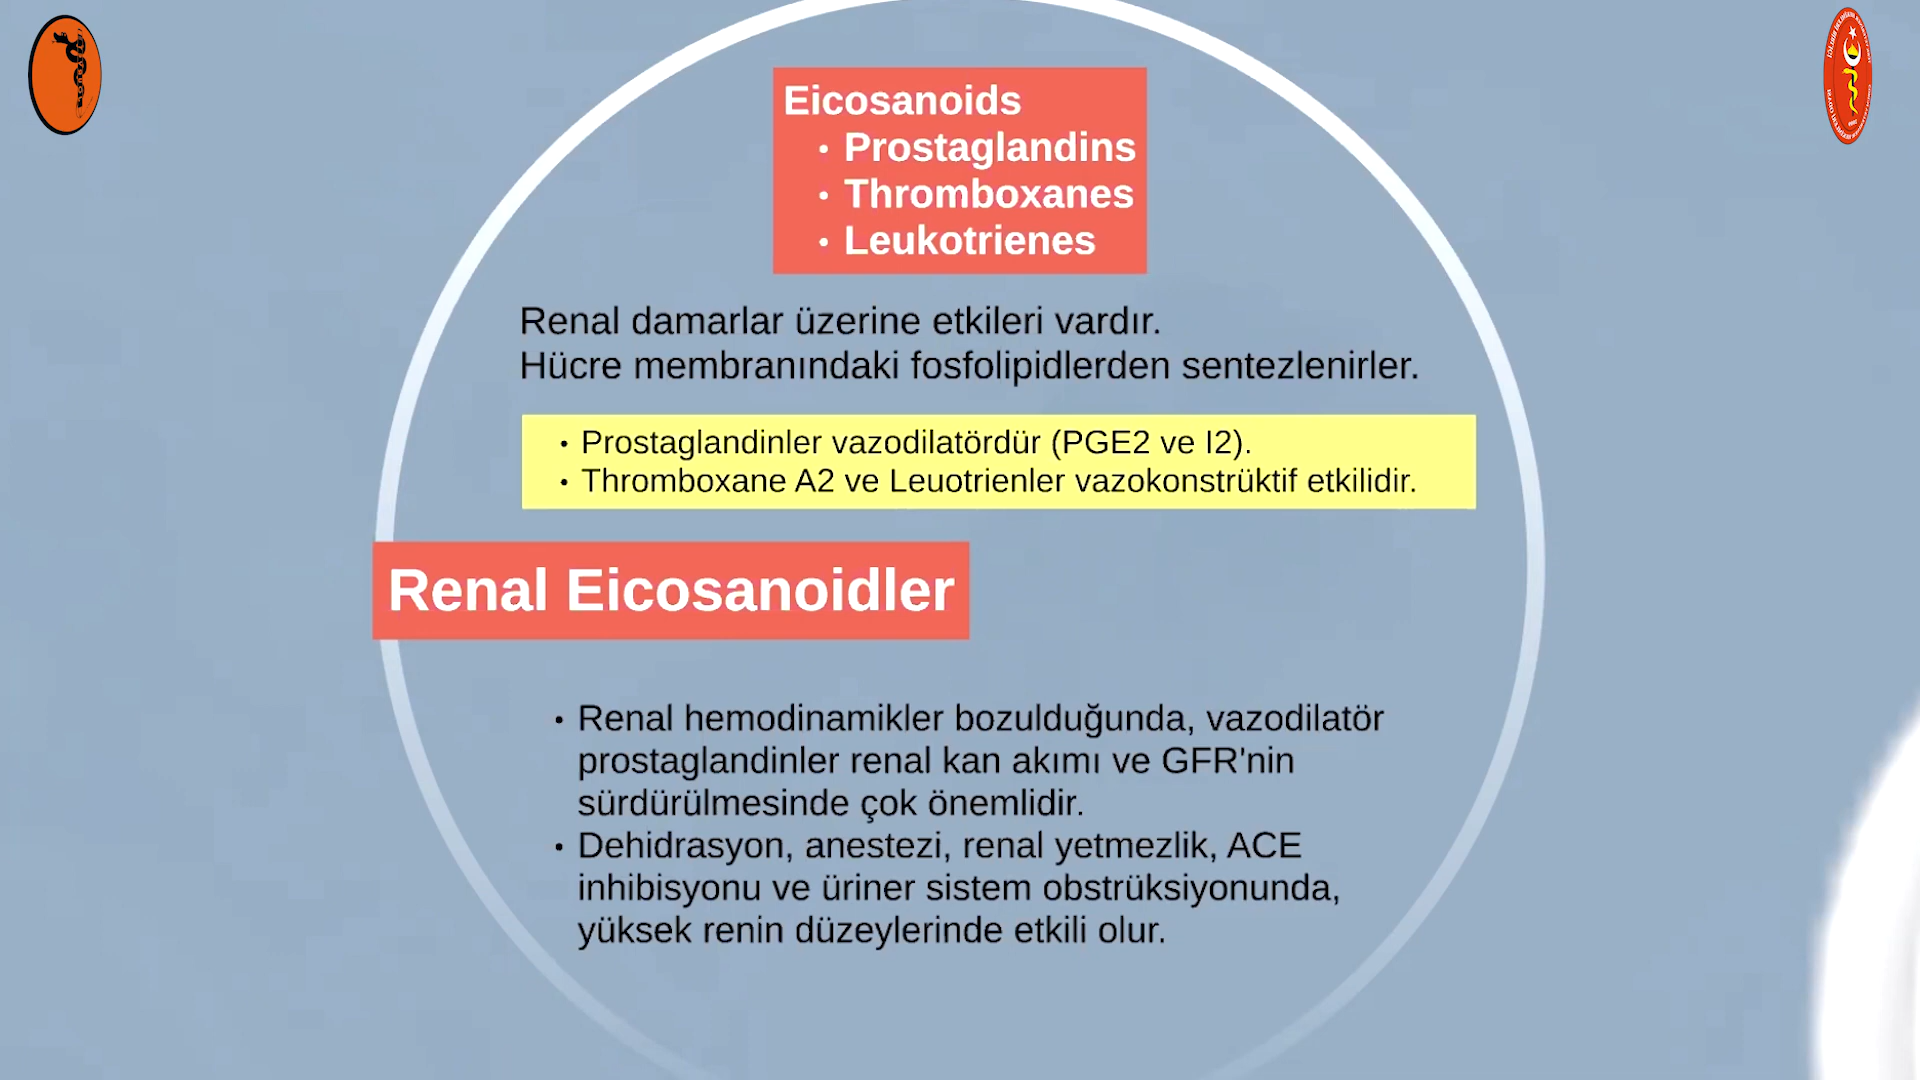 Eicosanoids
• Prostaglandins
• Thromboxanes
• Leukotrienes
Renal damarlar üzerine etkileri vardır.
Hücre membranındaki fosfolipidlerden sentezlenirler.
• Prostaglandinler vazodilatördür (PGE2 ve I2).
• Thromboxane A2 ve Leuotrienler vazokonstrüktif etkilidir.
Renal Eicosanoidler
• Renal hemodinamikler bozulduğunda, vazodilatör
prostaglandinler renal kan akımı ve GFR'nin
sürdürülmesinde çok önemlidir.
• Dehidrasyon, anestezi, renal yetmezlik, ACE
inhibisyonu ve üriner sistem obstrüksiyonunda,
yüksek renin düzeylerinde etkili olur.